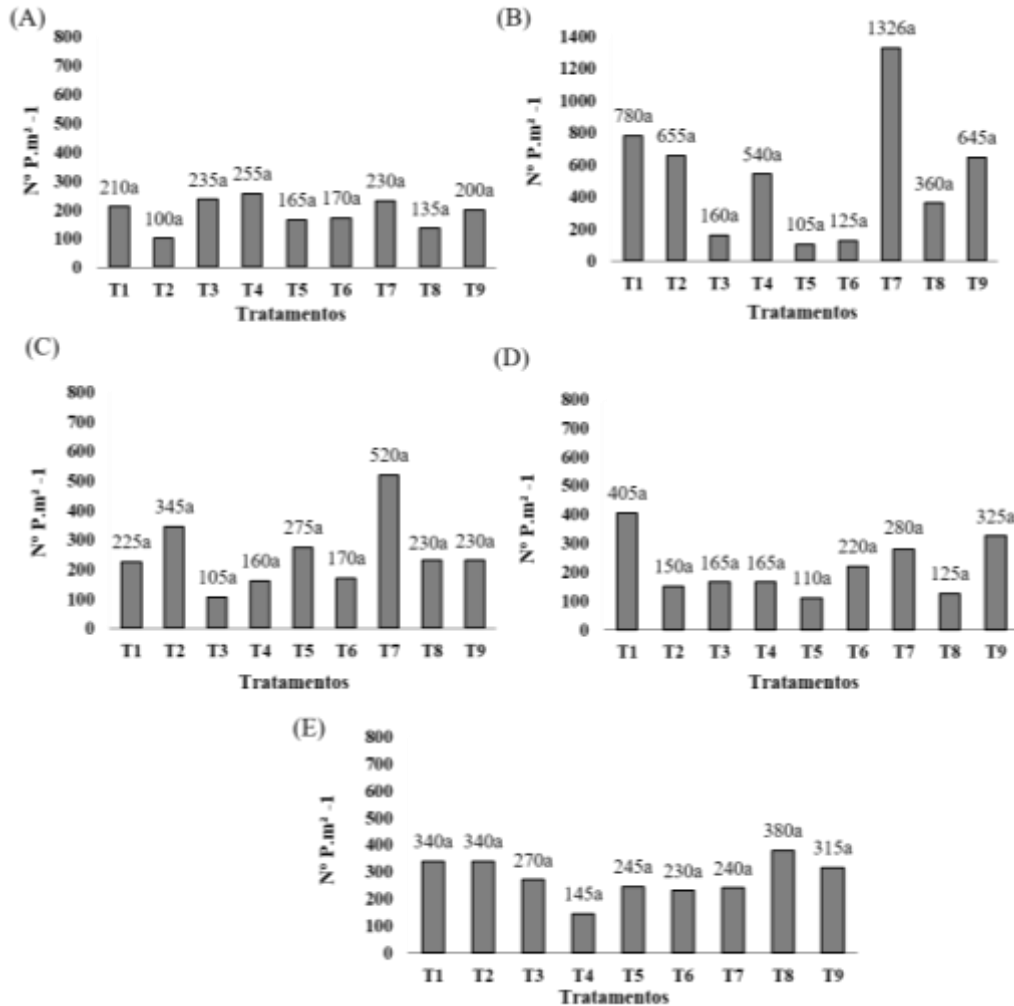 (A)
800
700
600
500
400
300
200
100
0
Nº P.m² -1
210a 100a 235a 255a 165a 170a 230a 135a 200a
T1 T2 T3 T4 T5 T6 T7 T8 T9
Tratamentos
(B)
1400
1200
1000
800
600
400
200
0
Nº P.m² -1
780a 655a 160a 540a 105a 125a 1326a 360a 645a
T1 T2 T3 T4 T5 T6 T7 T8 T9
Tratamentos
(C)
800
700
600
500
400
300
200
100
0
Nº P.m² -1
225a 345a 105a 160a 275a 170a 520a 230a 230a
T1 T2 T3 T4 T5 T6 T7 T8 T9
Tratamentos
(D)
800
700
600
500
400
300
200
100
0
Nº P.m² -1
405a 150a 165a 165a 110a 220a 280a 125a 325a
T1 T2 T3 T4 T5 T6 T7 T8 T9
Tratamentos
(E)
800
700
600
500
400
300
200
100
0
Nº P.m² -1
340a 340a 270a 145a 245a 230a 240a 380a 315a
T1 T2 T3 T4 T5 T6 T7 T8 T9
Tratamentos